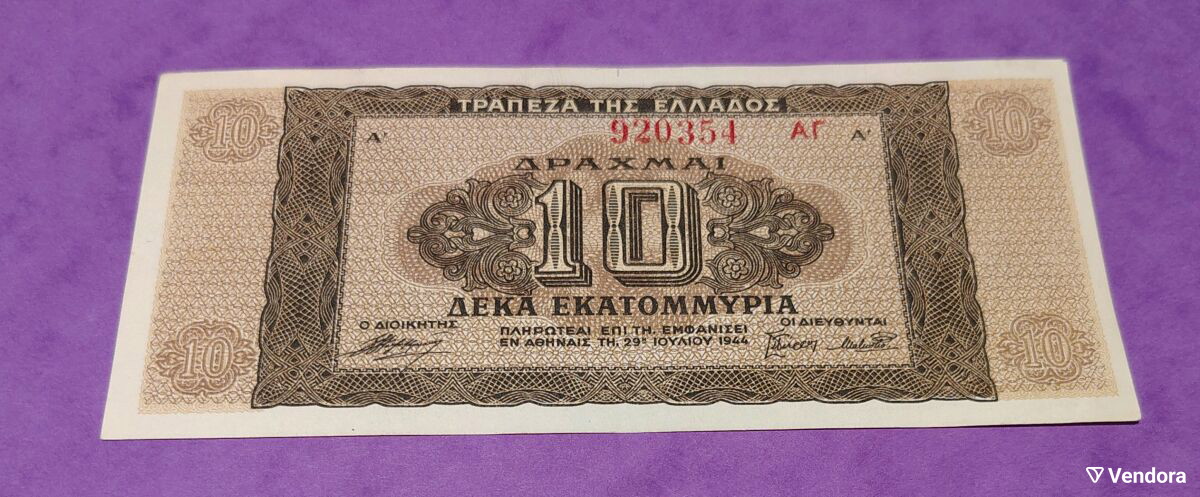 ΤΡΑΠΕΖΑ ΤΗΣ ΕΛΛΑΔΟΣ
10 10
Α' 920354 ΑΓ Α'
ΔΡΑΧΜΑΙ
10
ΔΕΚΑ ΕΚΑΤΟΜΜΥΡΙΑ
Ο ΔΙΟΙΚΗΤΗΣ ΠΛΗΡΩΤΕΑΙ ΕΠΙ ΤΗ, ΕΜΦΑΝΙΣΕΙ ΟΙ ΔΙΕΥΘΥΝΤΑΙ
ΕΝ ΑΘΗΝΑΙΣ ΤΗ, 29ῃ ΙΟΥΛΙΟΥ 1944
10 10
Vendora